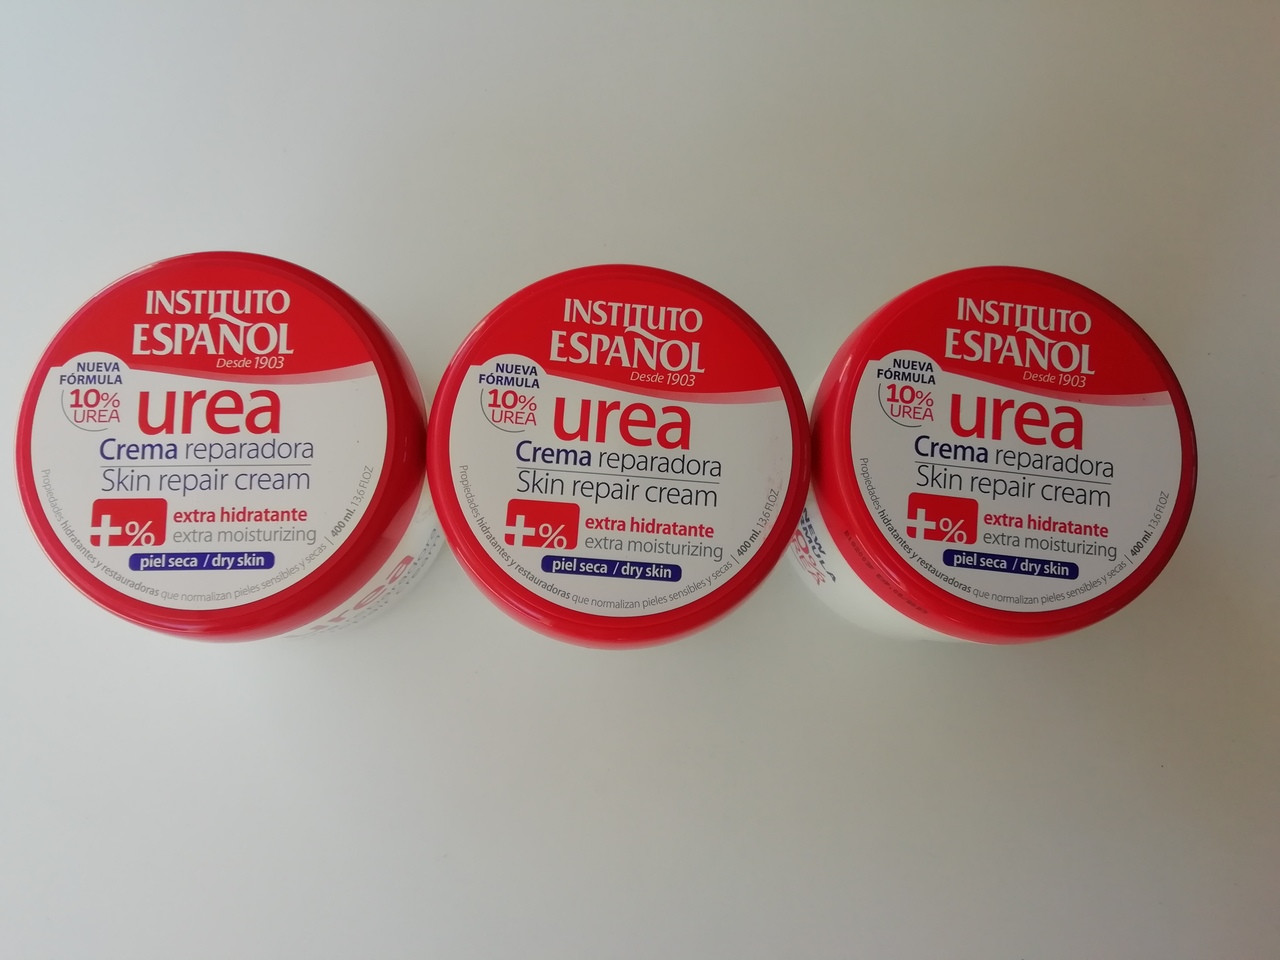 INSTITUTO
ESPAÑOL
Desde 1903
NUEVA
FÓRMULA
10%
UREA
urea
Crema reparadora
Skin repair cream
+%
extra hidratante
extra moisturizing
piel seca / dry skin
Propiedades hidratantes y restauradoras que normalizan pieles sensibles y secas | 400 ml. 13,6 FL.OZ
INSTITUTO
ESPAÑOL
Desde 1903
NUEVA
FÓRMULA
10%
UREA
urea
Crema reparadora
Skin repair cream
+%
extra hidratante
extra moisturizing
piel seca / dry skin
Propiedades hidratantes y restauradoras que normalizan pieles sensibles y secas | 400 ml. 13,6 FL.OZ
INSTITUTO
ESPAÑOL
Desde 1903
NUEVA
FÓRMULA
10%
UREA
urea
Crema reparadora
Skin repair cream
+%
extra hidratante
extra moisturizing
piel seca / dry skin
Propiedades hidratantes y restauradoras que normalizan pieles sensibles y secas | 400 ml. 13,6 FL.OZ